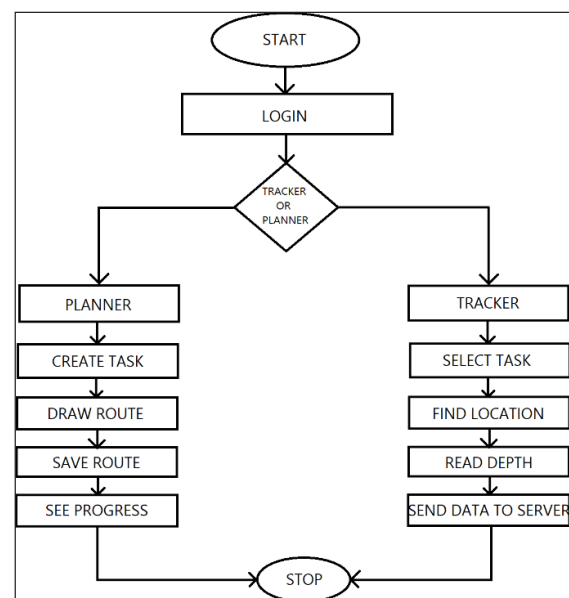 START
LOGIN
TRACKER
OR
PLANNER
PLANNER
CREATE TASK
DRAW ROUTE
SAVE ROUTE
SEE PROGRESS
TRACKER
SELECT TASK
FIND LOCATION
READ DEPTH
SEND DATA TO SERVER
STOP